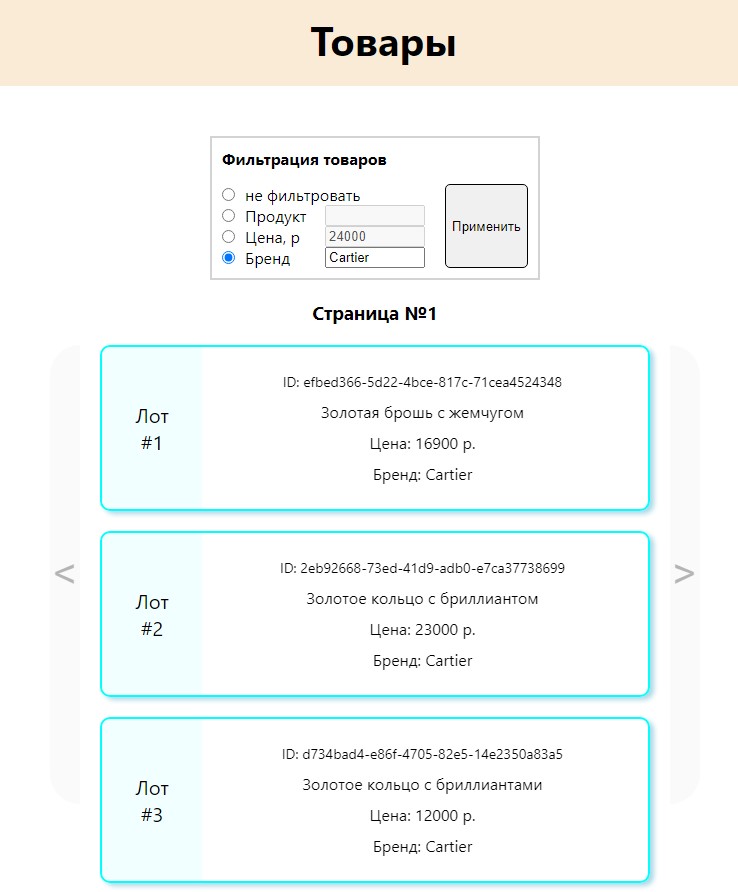 Товары
Фильтрация товаров
не фильтровать
Продукт
Цена, р 24000
Бренд Cartier
Применить
Страница №1
Лот
#1
ID: efbed366-5d22-4bce-817c-71cea4524348
Золотая брошь с жемчугом
Цена: 16900 р.
Бренд: Cartier
<
>
Лот
#2
ID: 2eb92668-73ed-41d9-adb0-e7ca37738699
Золотое кольцо с бриллиантом
Цена: 23000 р.
Бренд: Cartier
Лот
#3
ID: d734bad4-e86f-4705-82e5-14e2350a83a5
Золотое кольцо с бриллиантами
Цена: 12000 р.
Бренд: Cartier